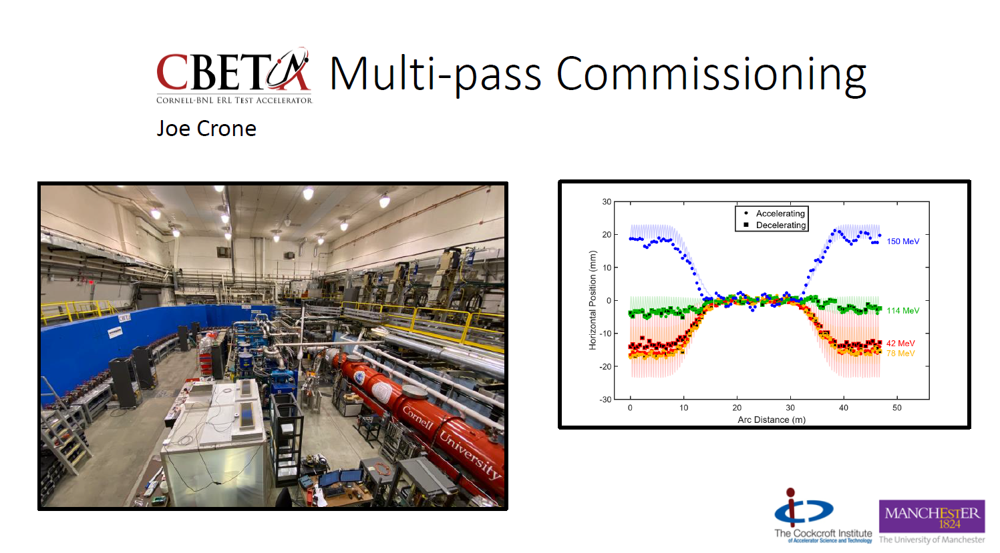 CBETA Multi-pass Commissioning
CORNELL-BNL ERL TEST ACCELERATOR
Joe Crone
CBETA
Cornell
University
30
20
10
0
-10
-20
-30
Horizontal Position (mm)
Accelerating
Decelerating
150 MeV
114 MeV
42 MeV
78 MeV
0 10 20 30 40 50
Arc Distance (m)
The Cockcroft Institute
of Accelerator Science and Technology
MANCHESTER
1824
The University of Manchester